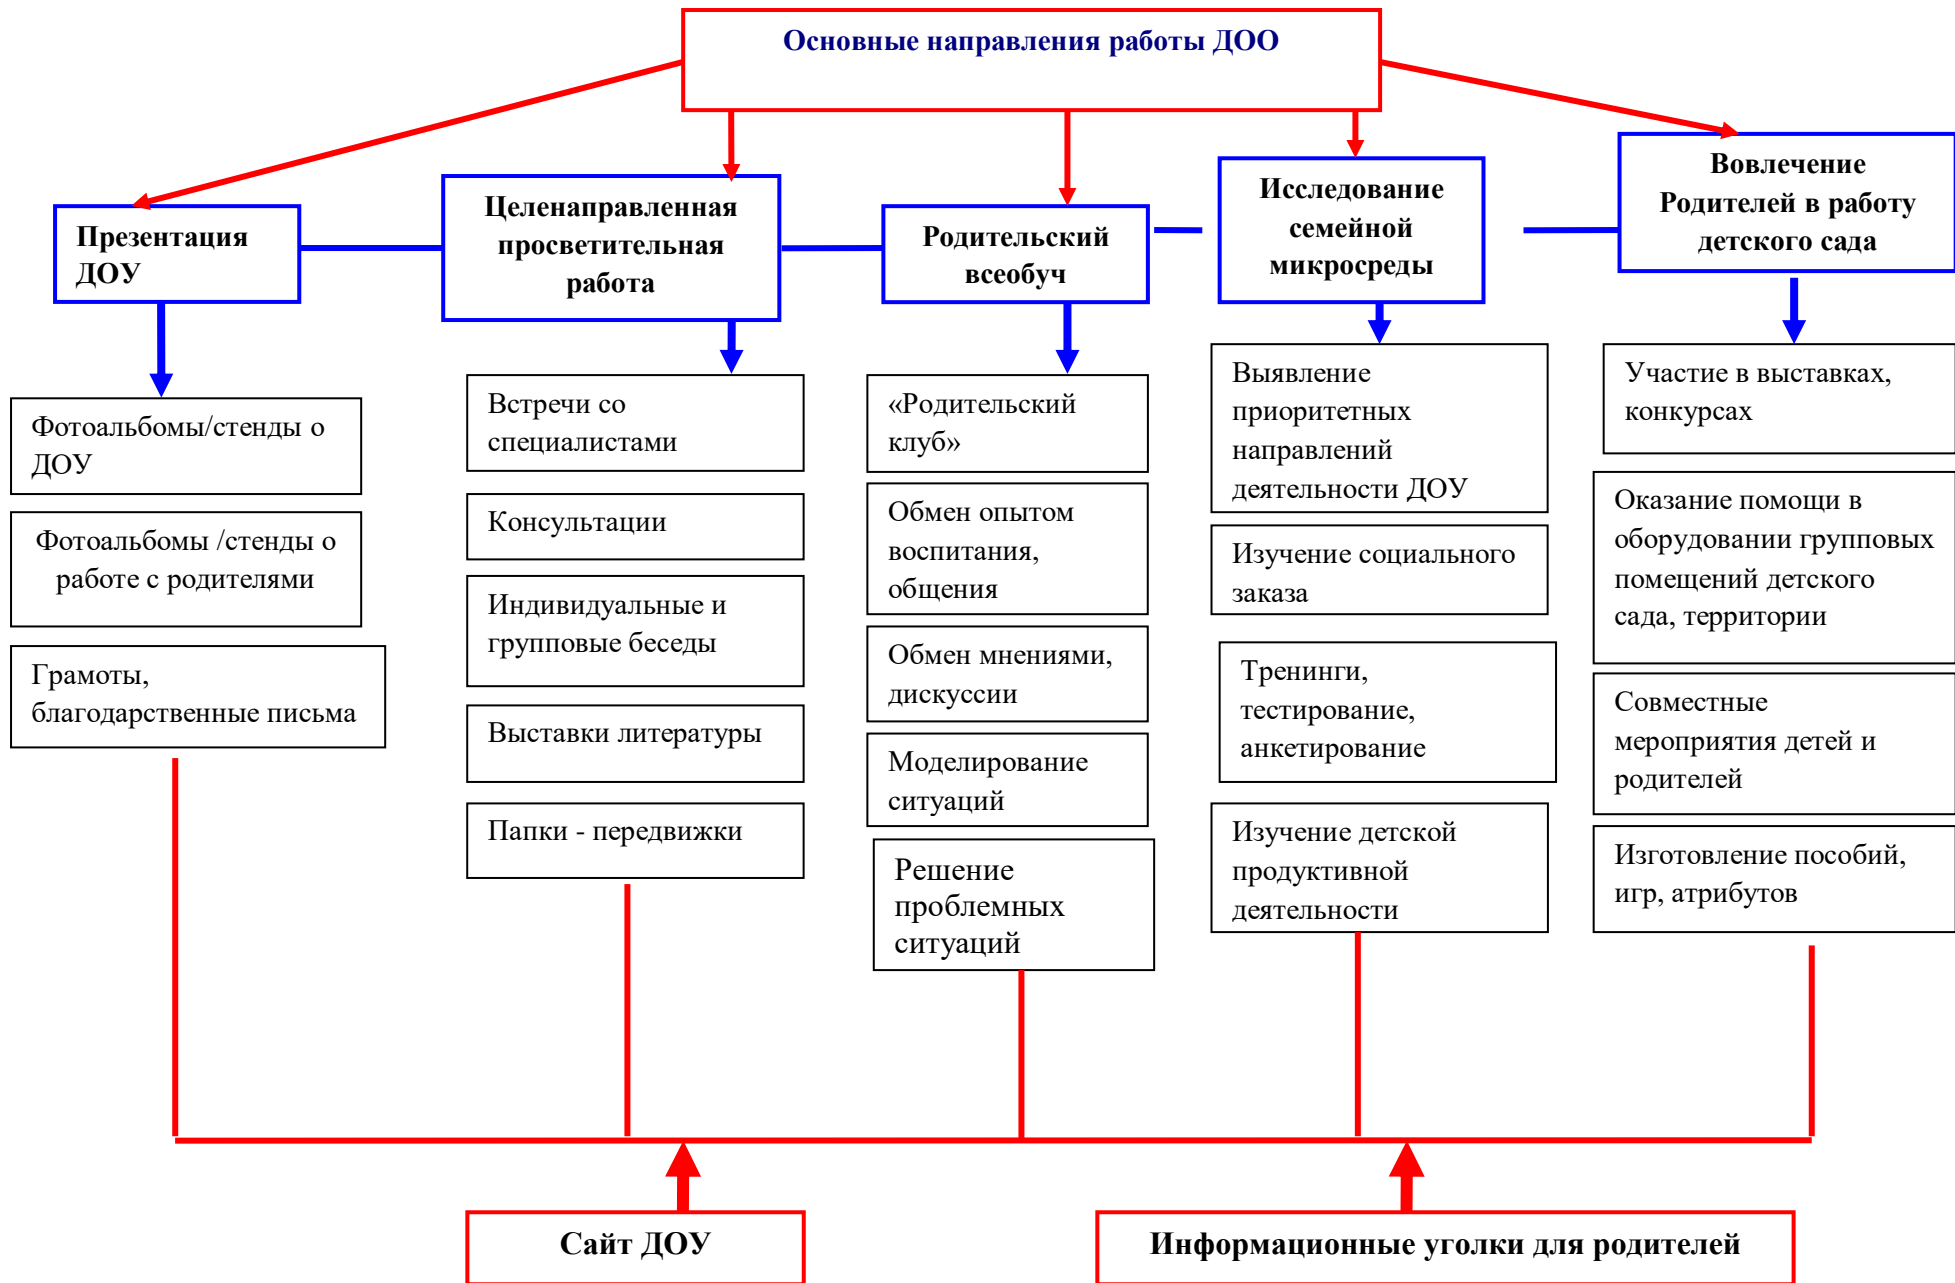 Основные направления работы ДОО
Презентация
ДОУ
Фотоальбомы/стенды о
ДОУ
Фотоальбомы /стенды о
работе с родителями
Грамоты,
благодарственные письма
Целенаправленная
просветительная
работа
Встречи со
специалистами
Консультации
Индивидуальные и
групповые беседы
Выставки литературы
Папки - передвижки
Родительский
всеобуч
«Родительский
клуб»
Обмен опытом
воспитания,
общения
Обмен мнениями,
дискуссии
Моделирование
ситуаций
Решение
проблемных
ситуаций
Исследование
семейной
микросреды
Выявление
приоритетных
направлений
деятельности ДОУ
Изучение социального
заказа
Тренинги,
тестирование,
анкетирование
Изучение детской
продуктивной
деятельности
Вовлечение
Родителей в работу
детского сада
Участие в выставках,
конкурсах
Оказание помощи в
оборудовании групповых
помещений детского
сада, территории
Совместные
мероприятия детей и
родителей
Изготовление пособий,
игр, атрибутов
Сайт ДОУ
Информационные уголки для родителей